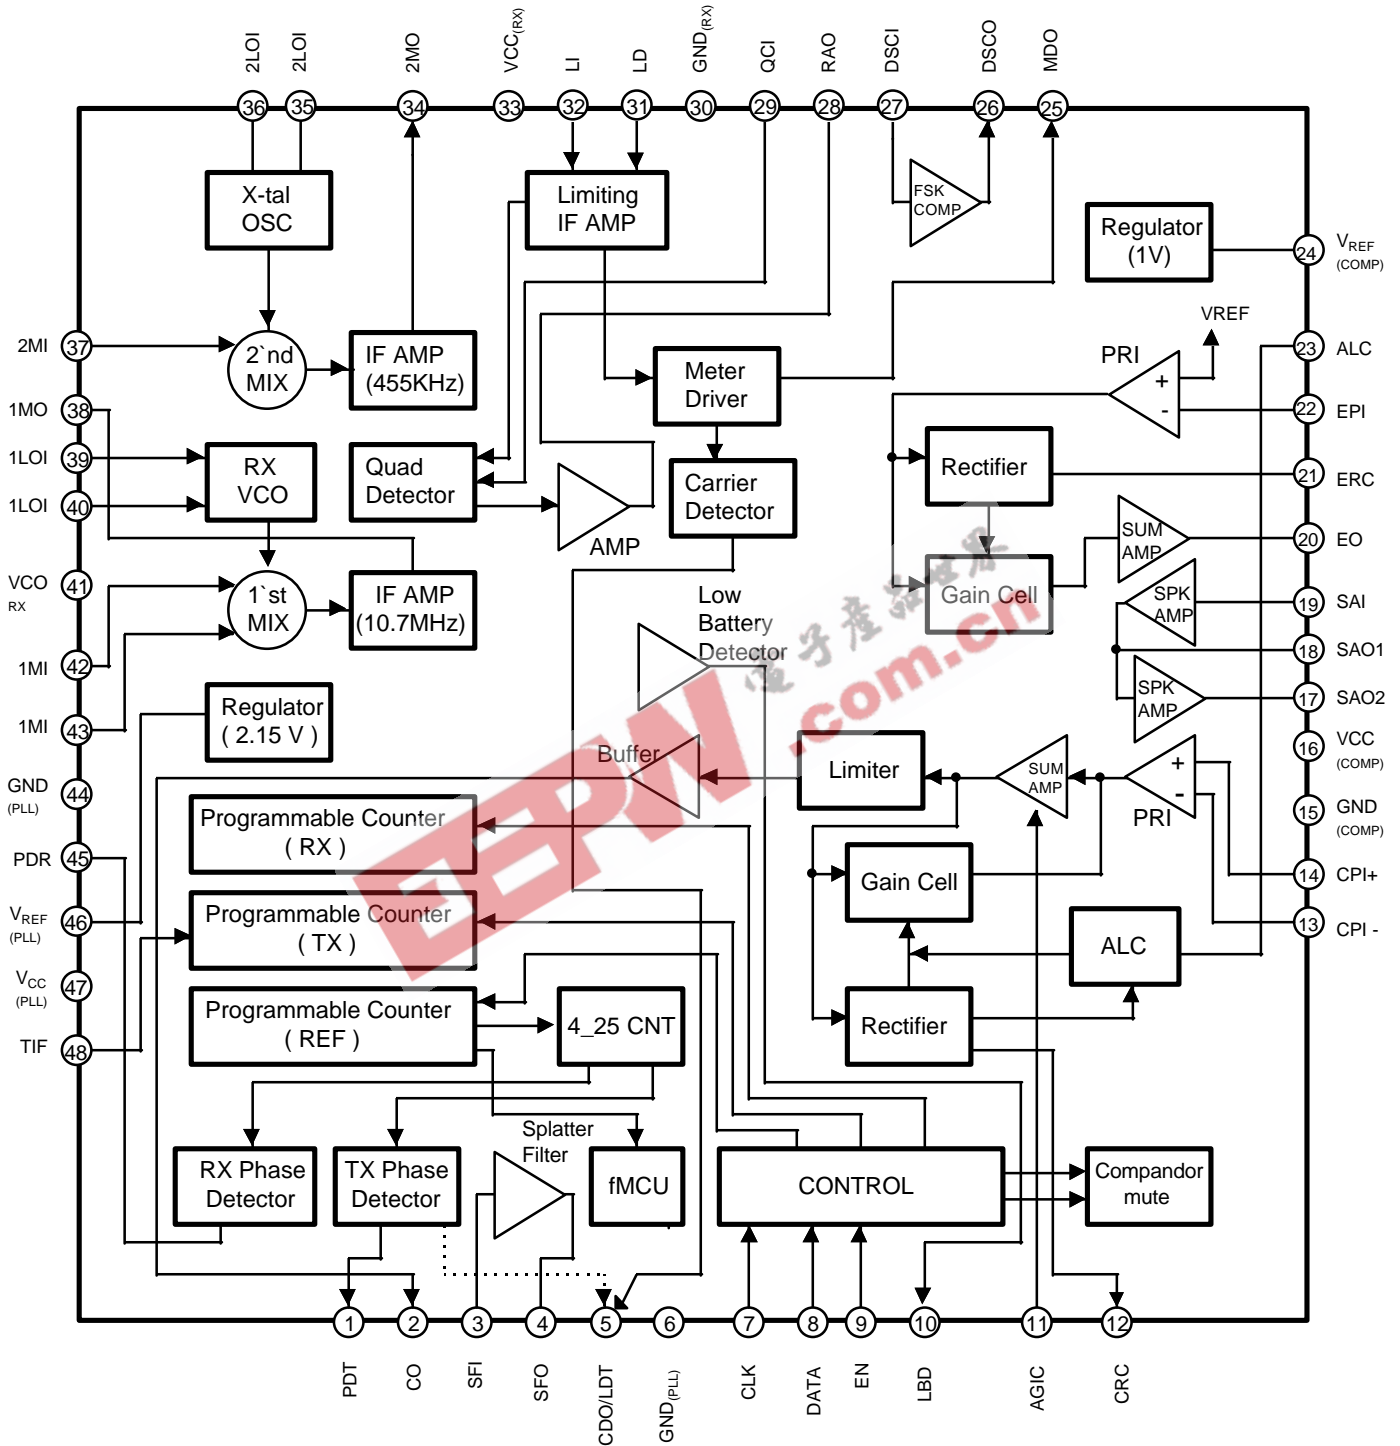 2LOI
2LOI
2MO
VCC(RX)
LI
LD
GND(RX)
QCI
RAO
DSCI
DSCO
MDO
36
35
34
33
32
31
30
29
28
27
26
25
X-tal
OSC
Limiting
IF AMP
FSK
COMP
Regulator
(1V)
24
VREF
(COMP)
2MI
37
2`nd
MIX
IF AMP
(455KHz)
Meter
Driver
PRI
VREF
+
-
23
ALC
1MO
38
22
EPI
1LOI
39
RX
VCO
Quad
Detector
AMP
Carrier
Detector
Rectifier
21
ERC
1LOI
40
SUM
AMP
20
EO
VCO
RX
41
1`st
MIX
IF AMP
(10.7MHz)
Low
Battery
Detector
Gain Cell
SPK
AMP
19
SAI
1MI
42
18
SAO1
1MI
43
Regulator
( 2.15 V )
SPK
AMP
17
SAO2
Buffer
Limiter
SUM
AMP
+
-
PRI
16
VCC
(COMP)
GND
(PLL)
44
Programmable Counter
( RX )
15
GND
(COMP)
PDR
45
Gain Cell
14
CPI+
VREF
(PLL)
46
Programmable Counter
( TX )
ALC
13
CPI -
VCC
(PLL)
47
Programmable Counter
( REF )
4_25 CNT
Rectifier
TIF
48
RX Phase
Detector
TX Phase
Detector
Splatter
Filter
fMCU
CONTROL
Compandor
mute
1
2
3
4
5
6
7
8
9
10
11
12
PDT
CO
SFI
SFO
CDO/LDT
GND(PLL)
CLK
DATA
EN
LBD
AGIC
CRC
EEPW
.com.cn
電子產品世界